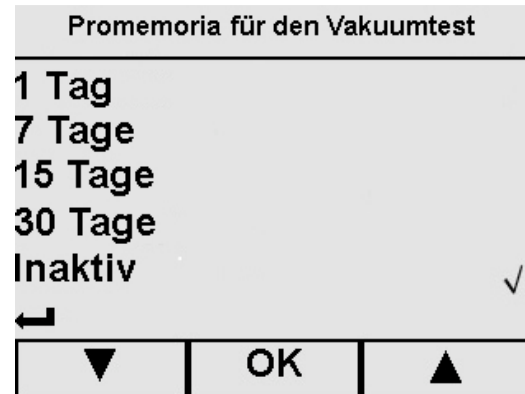 Promemoria für den Vakuumtest
1 Tag
7 Tage
15 Tage
30 Tage
Inaktiv √
↵
▼ OK ▲